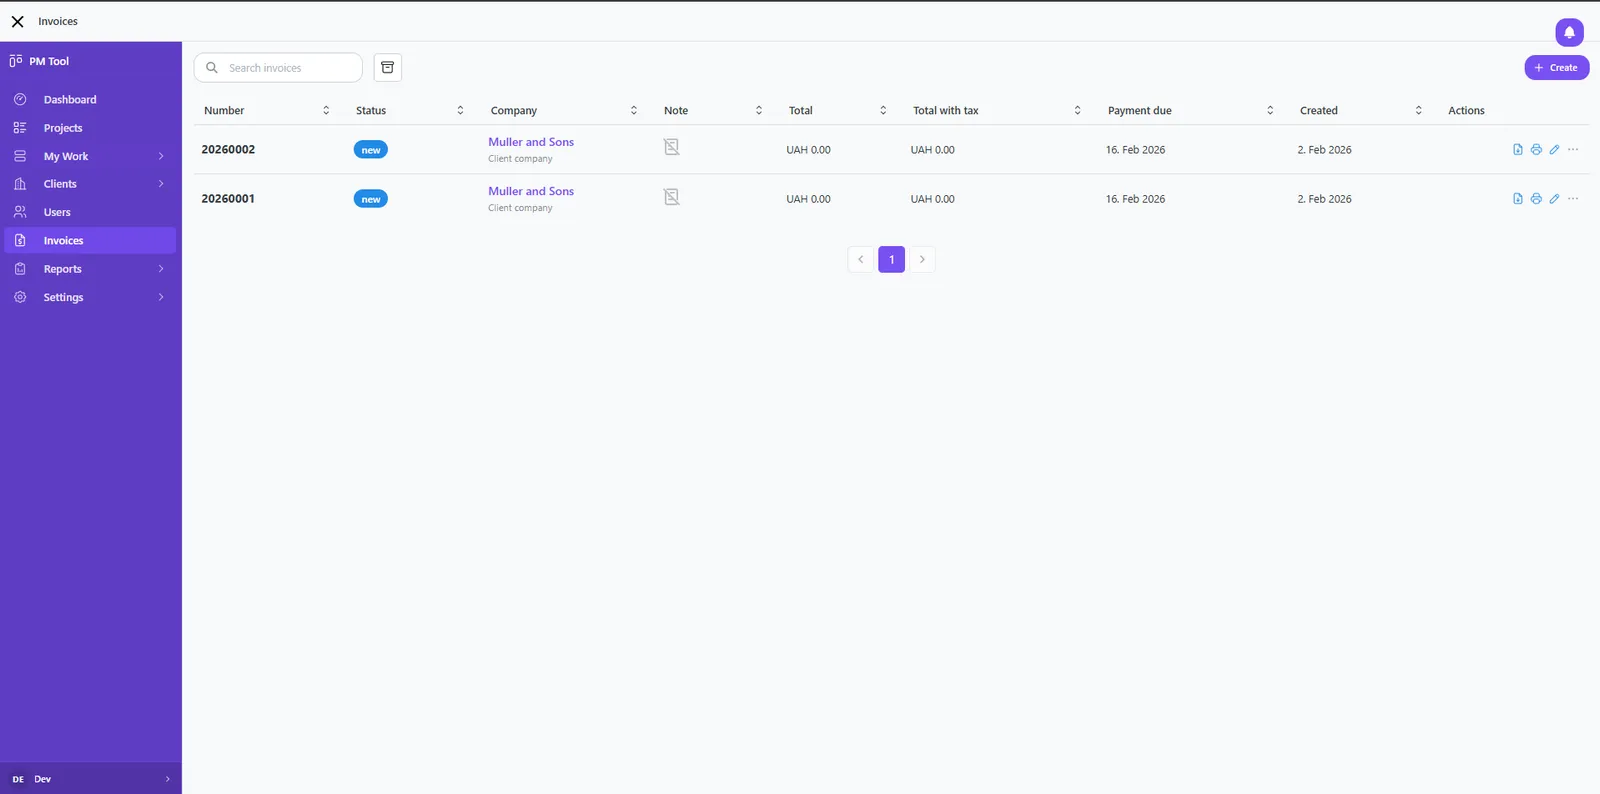 Invoices
PM Tool
Dashboard
Projects
My Work
Clients
Users
Invoices
Reports
Settings
DE Dev
Search invoices
Create
Number Status Company Note Total Total with tax Payment due Created Actions
20260002 new Muller and Sons UAH 0.00 UAH 0.00 16. Feb 2026 2. Feb 2026
Client company
20260001 new Muller and Sons UAH 0.00 UAH 0.00 16. Feb 2026 2. Feb 2026
Client company
1